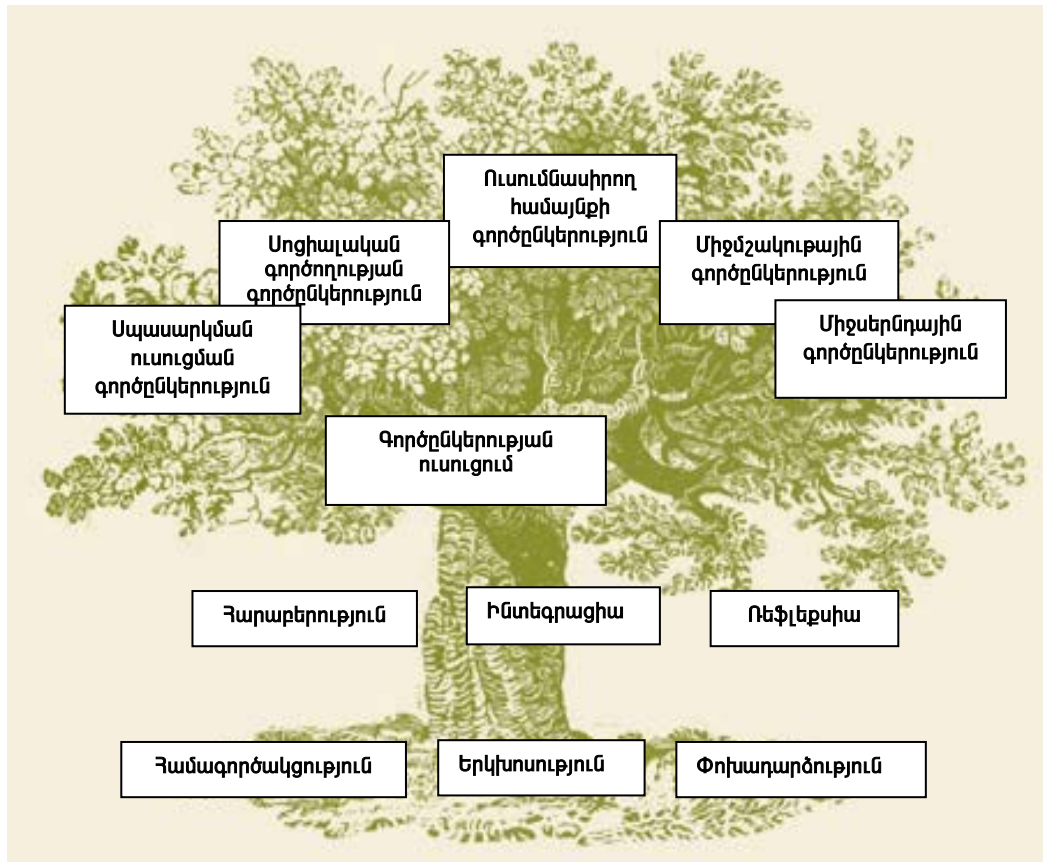 Ուսումնասիրող
համայնքի
գործընկերություն
Սոցիալական
գործողության
գործընկերություն
Միջմշակութային
գործընկերություն
Սպասարկման
ուսուցման
գործընկերություն
Միջսերնդային
գործընկերություն
Գործընկերության
ուսուցում
Հարաբերություն
Ինտեգրացիա
Ռեֆլեքսիա
Համագործակցություն
Երկխոսություն
Փոխադարձություն